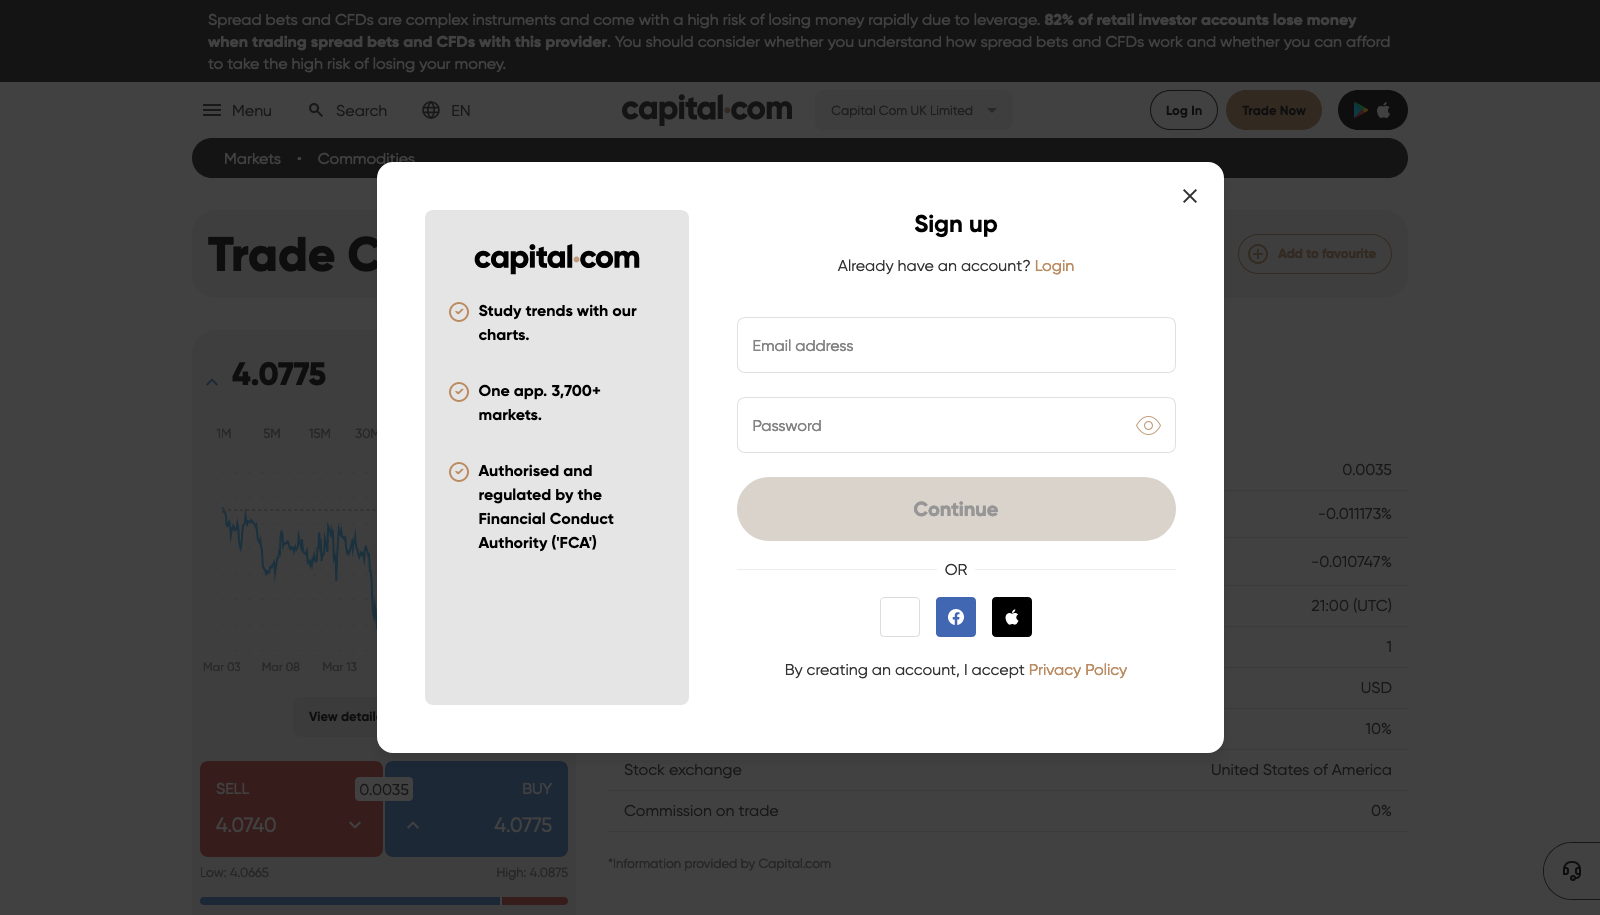 Spread bets and CFDs are complex instruments and come with a high risk of losing money rapidly due to leverage. 82% of retail investor accounts lose money
when trading spread bets and CFDs with this provider. You should consider whether you understand how spread bets and CFDs work and whether you can afford
to take the high risk of losing your money.
Menu Search EN capital.com Capital Com UK Limited Log In Trade Now
Markets • Commodities
Trade
Add to favourite
4.0775
1M 5M 15M 30M
Mar 03 Mar 08 Mar 13
View
SELL 0.0035 BUY
4.0740 4.0775
Low: 4.0665 High: 4.0875
capital.com
Study trends with our
charts.
One app. 3,700+
markets.
Authorised and
regulated by the
Financial Conduct
Authority ('FCA')
Sign up
Already have an account? Login
Email address
Password
Continue
OR
By creating an account, I accept Privacy Policy
0.0035
-0.011173%
-0.010747%
21:00 (UTC)
1
USD
10%
Stock exchange United States of America
Commission on trade 0%
*Information provided by Capital.com